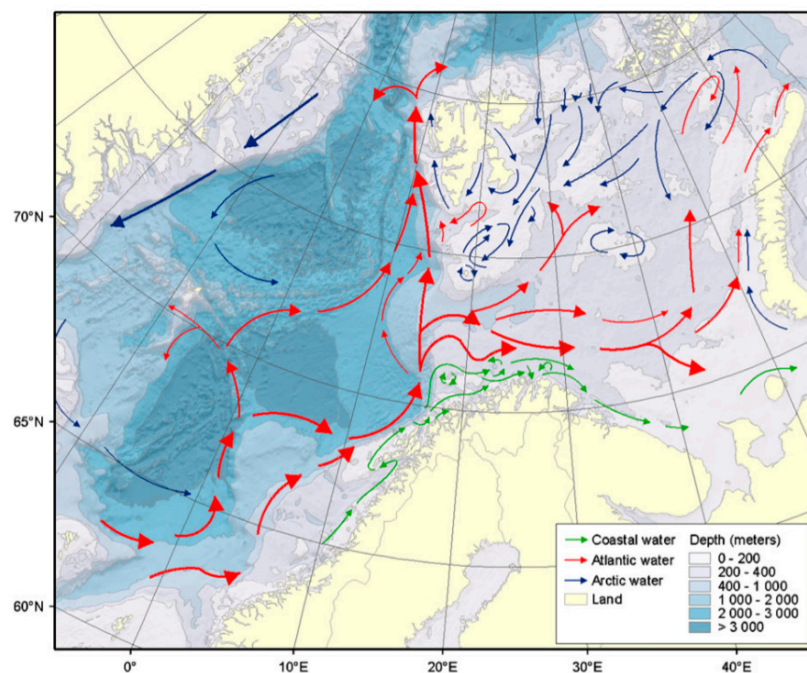 70°N
65°N
60°N
0°
10°E
20°E
30°E
40°E
Coastal water
Atlantic water
Arctic water
Land
Depth (meters)
0 - 200
200 - 400
400 - 1 000
1 000 - 2 000
2 000 - 3 000
> 3 000